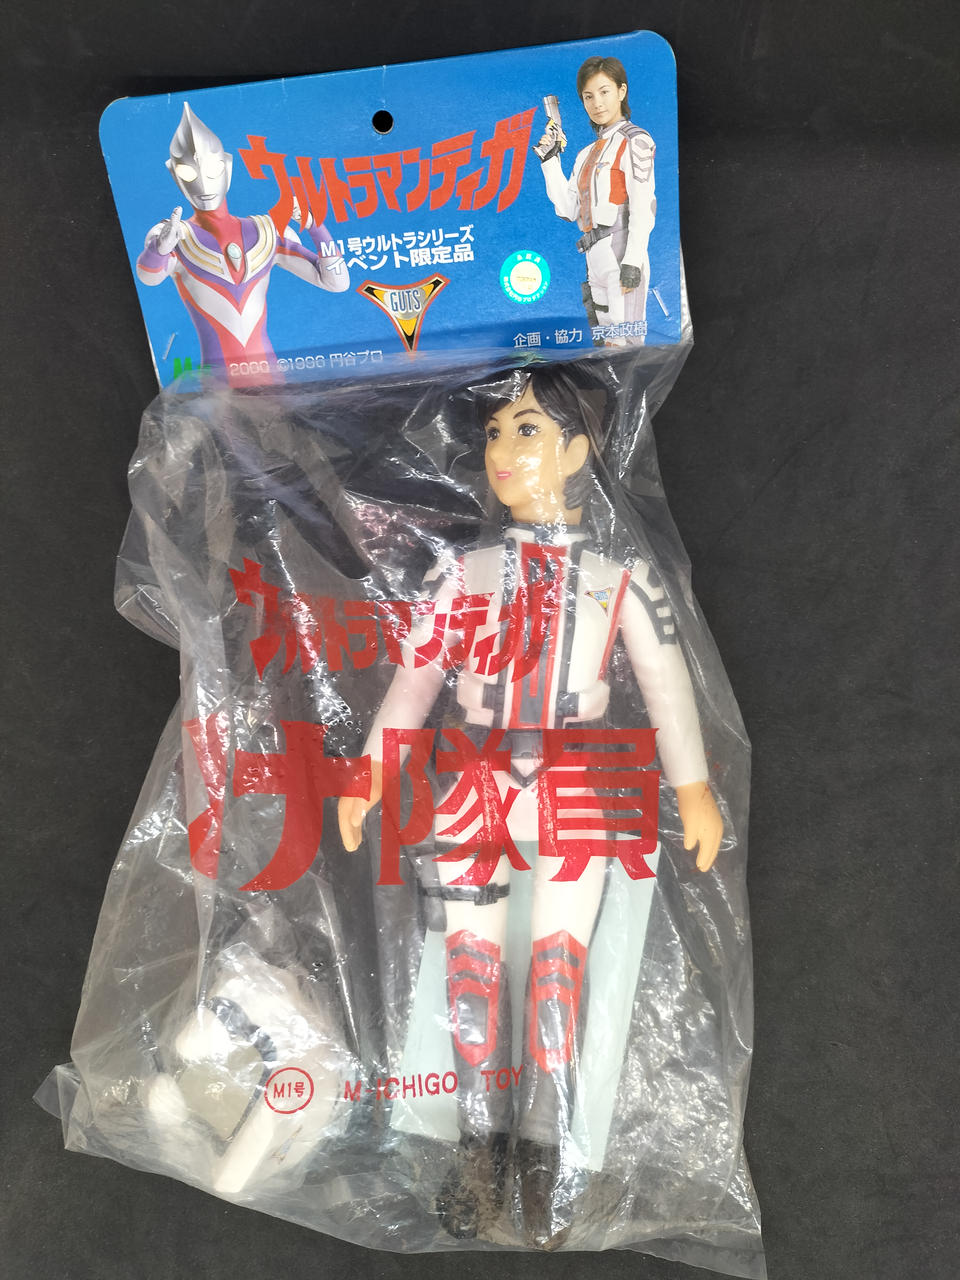 ウルトラマンティガ
M1号ウルトラシリーズ
イベント限定品
GUTS
企画・協力 京本政樹
2000 ©1996 円谷プロ
GUTS
ウルトラマンティガ
隊員
M1号 M-ICHIGO TOY